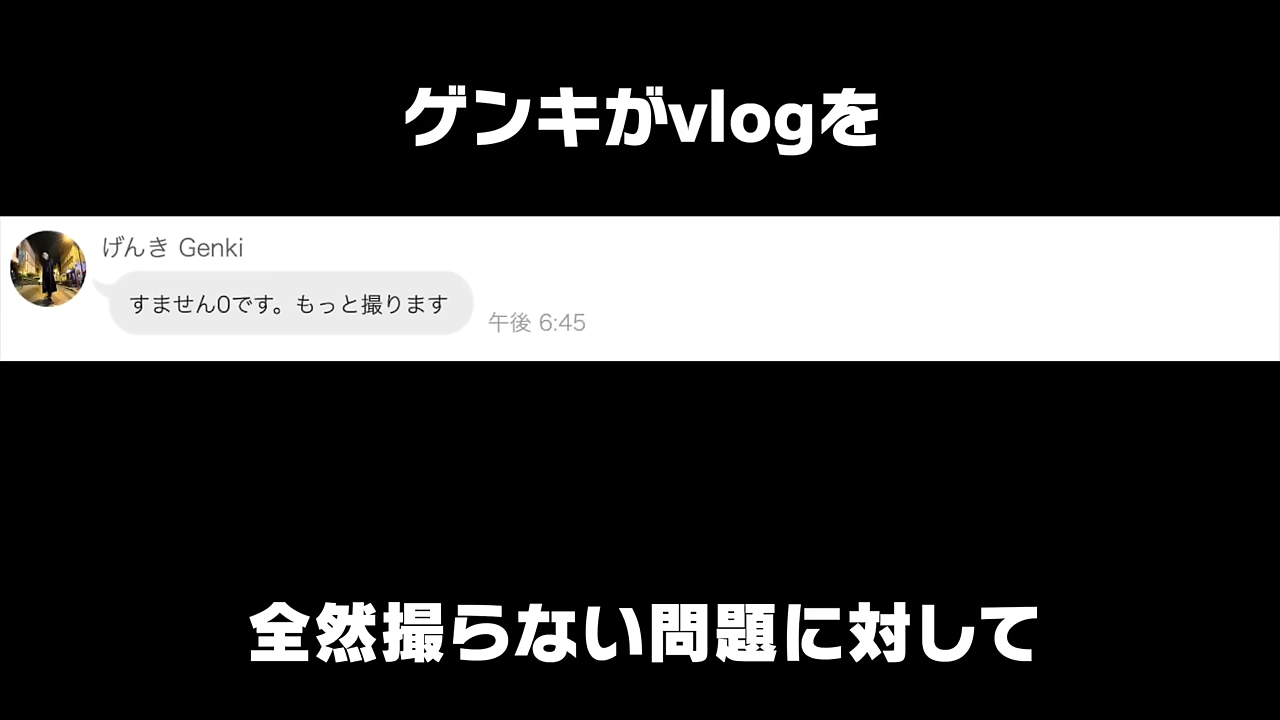 ゲンキがvlogを
げんき Genki
すません0です。もっと撮ります
午後 6:45
全然撮らない問題に対して